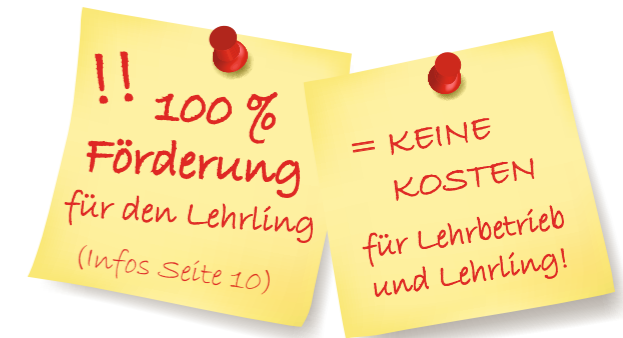 !! 100 %
Förderung
für den Lehrling
(Infos Seite 10)
= KEINE
KOSTEN
für Lehrbetrieb
und Lehrling!